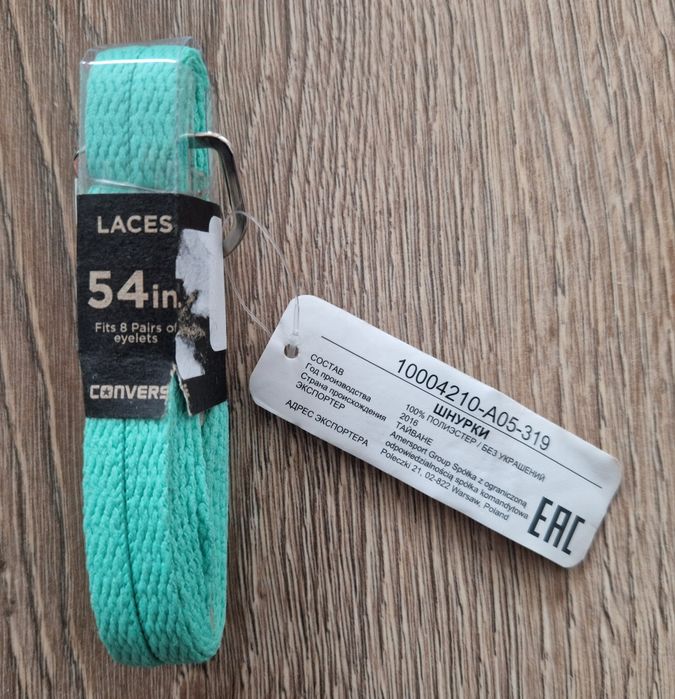 LACES
54in
Fits 8 Pairs of
eyelets
CONVERS
10004210-A05-319
ШНУРКИ
СОСТАВ 100% ПОЛИЭСТЕР / БЕЗ УКРАШЕНИЙ
Год производства 2016
Страна происхождения ТАЙВАНЕ
ЭКСПОРТЕР Amersport Group Spółka z ograniczoną
odpowiedzialnością spółka komandytowa
АДРЕС ЭКСПОРТЕРА Poleczki 21, 02-822 Warsaw, Poland
EAC